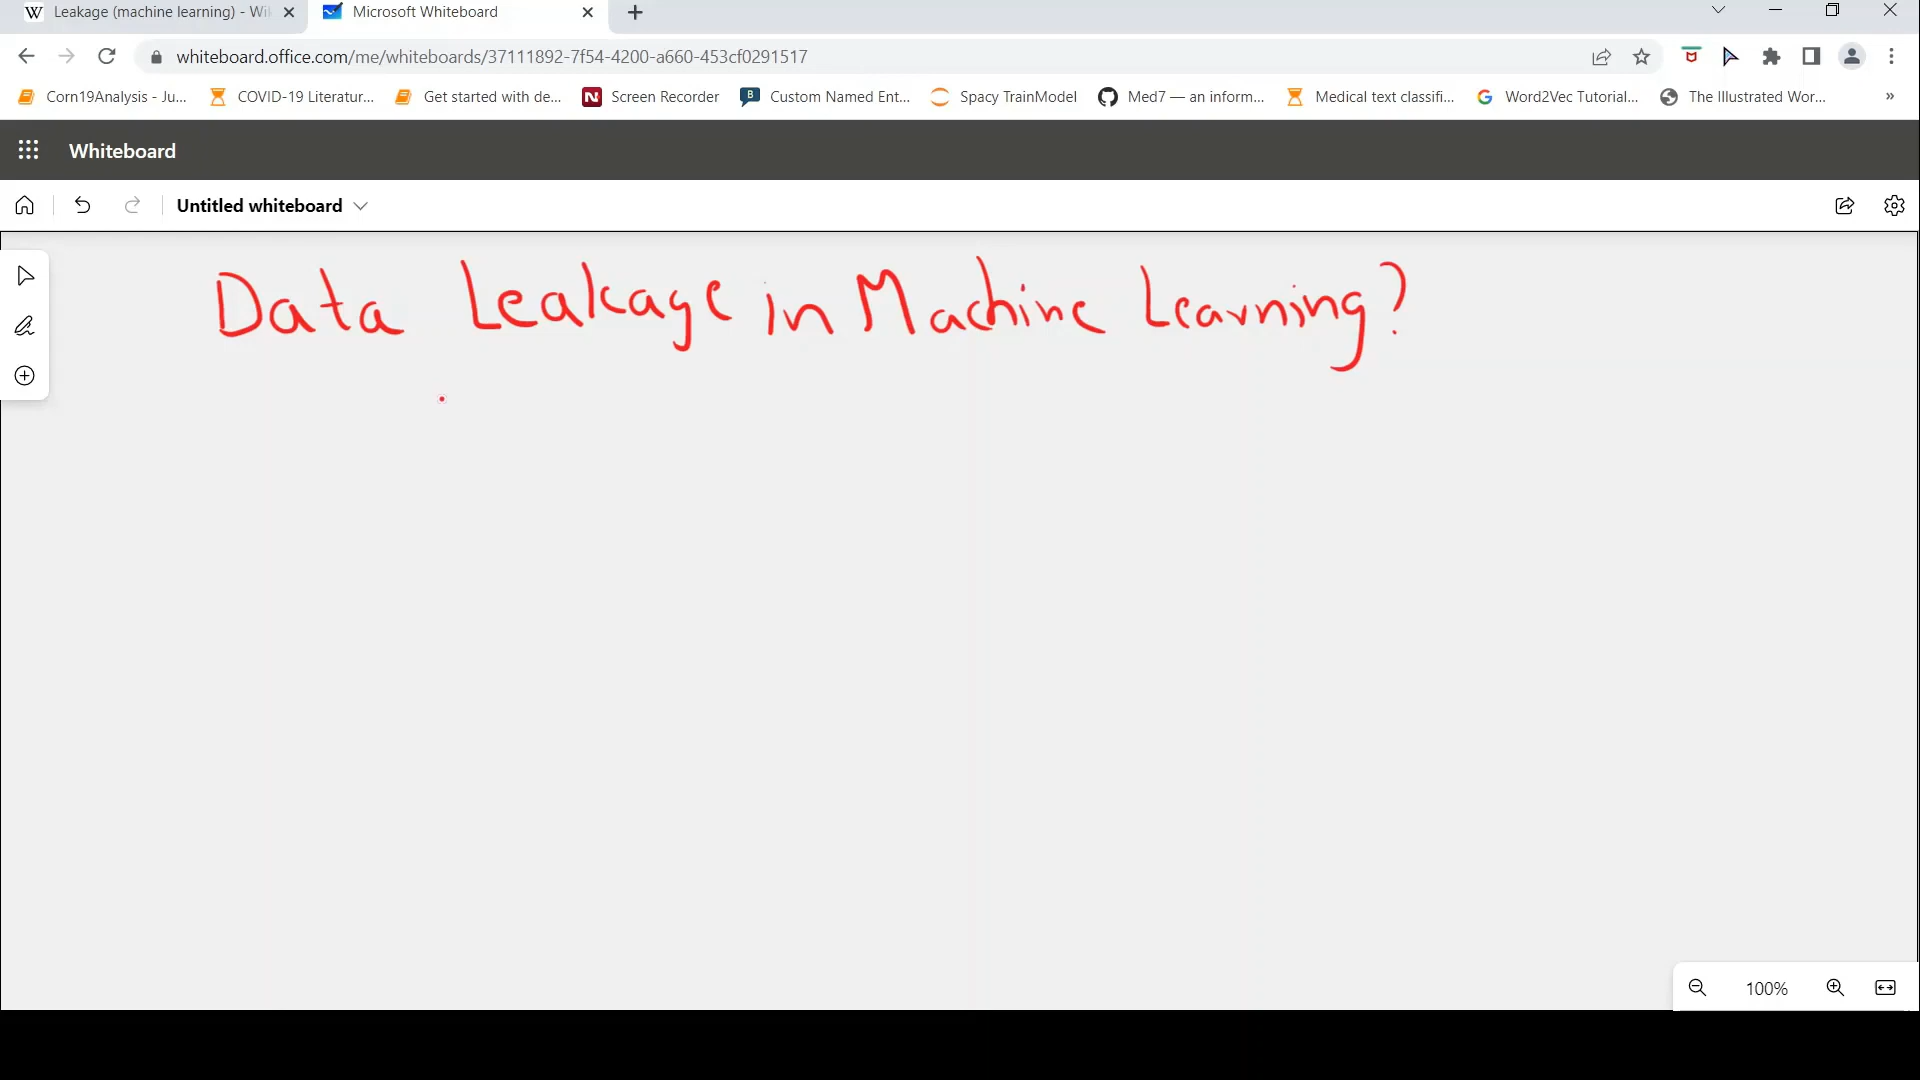 Leakage (machine learning) - Wi
Microsoft Whiteboard
whiteboard.office.com/me/whiteboards/37111892-7f54-4200-a660-453cf0291517
Corn19Analysis - Ju... COVID-19 Literatur... Get started with de... Screen Recorder Custom Named Ent... Spacy TrainModel Med7 — an inform... Medical text classifi... Word2Vec Tutorial... The Illustrated Wor... »
Whiteboard
Untitled whiteboard
Data Leakage in Machine Learning?
100%